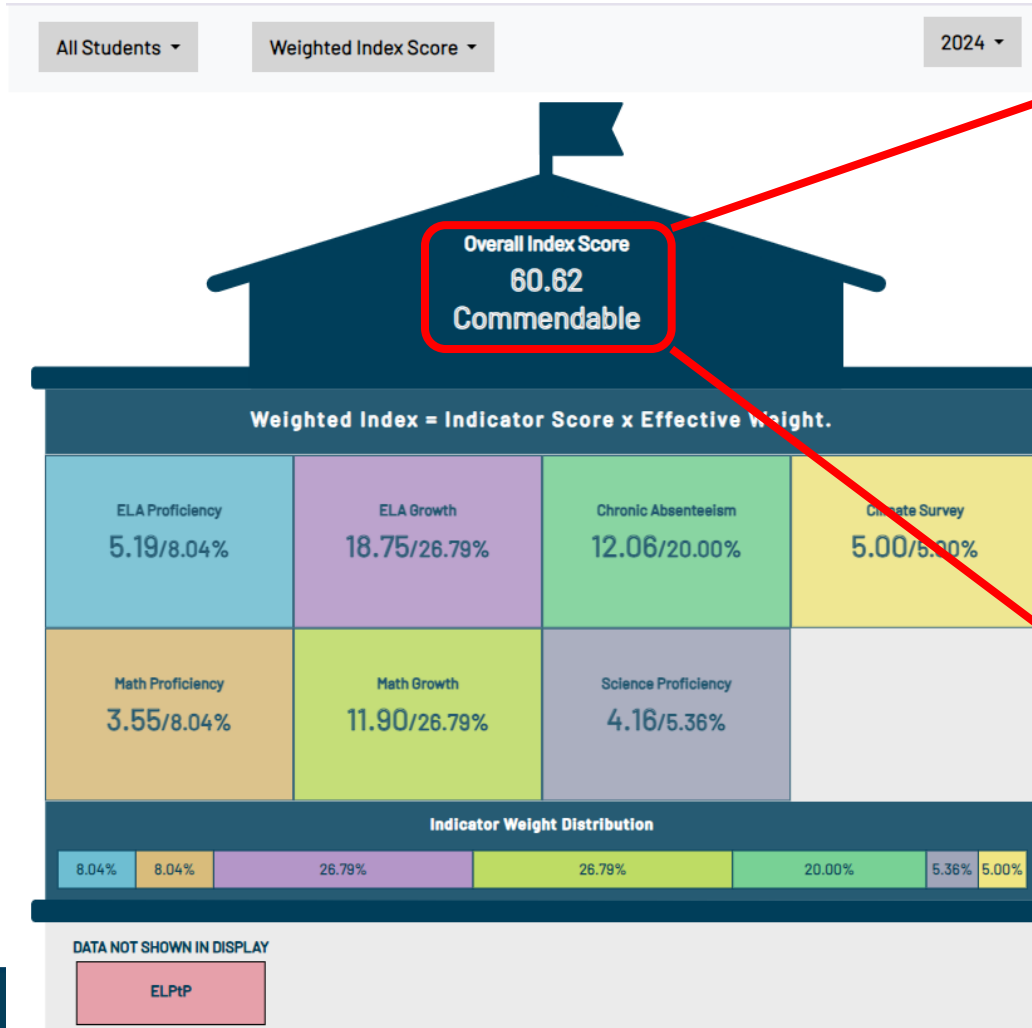 All Students
Weighted Index Score
2024
Overall Index Score
60.62
Commendable
Weighted Index = Indicator Score x Effective Weight.
ELA Proficiency
5.19/8.04%
ELA Growth
18.75/26.79%
Chronic Absenteeism
12.06/20.00%
Climate Survey
5.00/5.00%
Math Proficiency
3.55/8.04%
Math Growth
11.90/26.79%
Science Proficiency
4.16/5.36%
Indicator Weight Distribution
8.04% 8.04% 26.79% 26.79% 20.00% 5.36% 5.00%
DATA NOT SHOWN IN DISPLAY
ELPtP